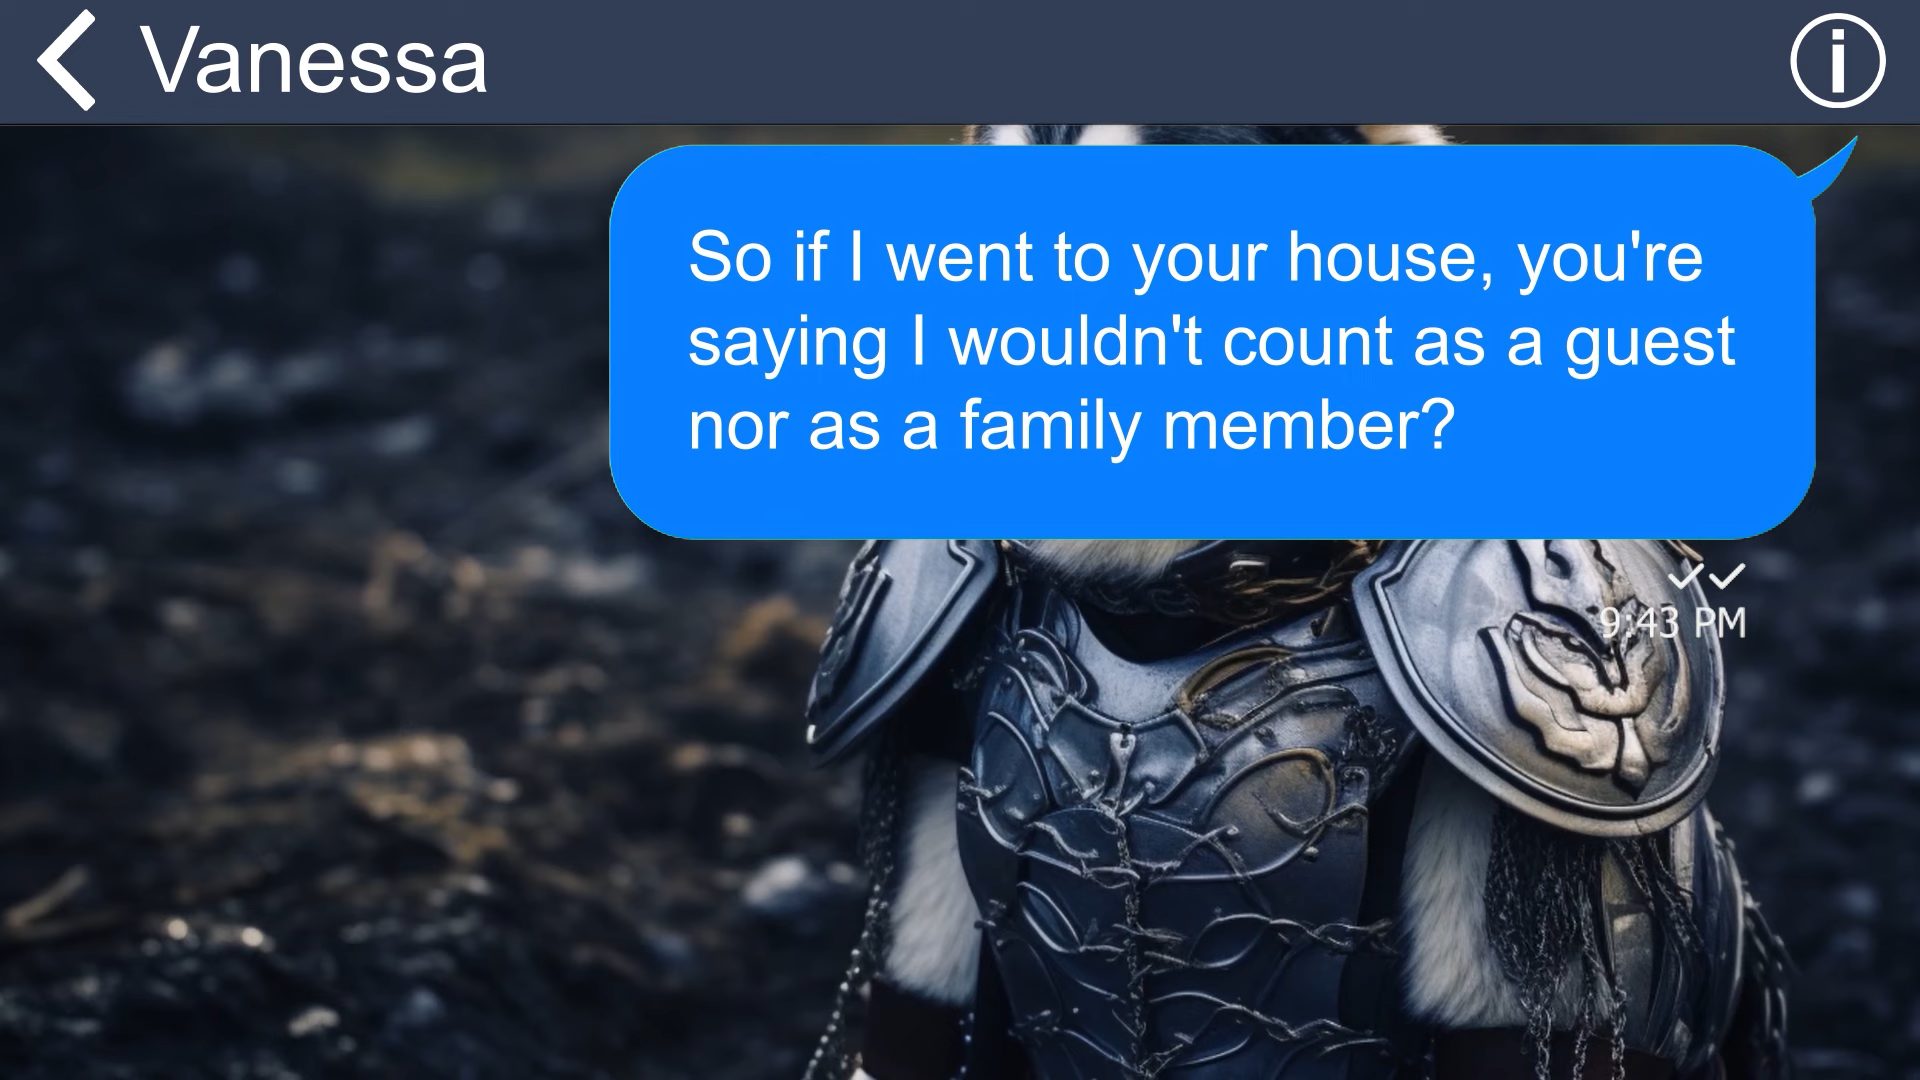 Vanessa
So if I went to your house, you're
saying I wouldn't count as a guest
nor as a family member?
9:43 PM